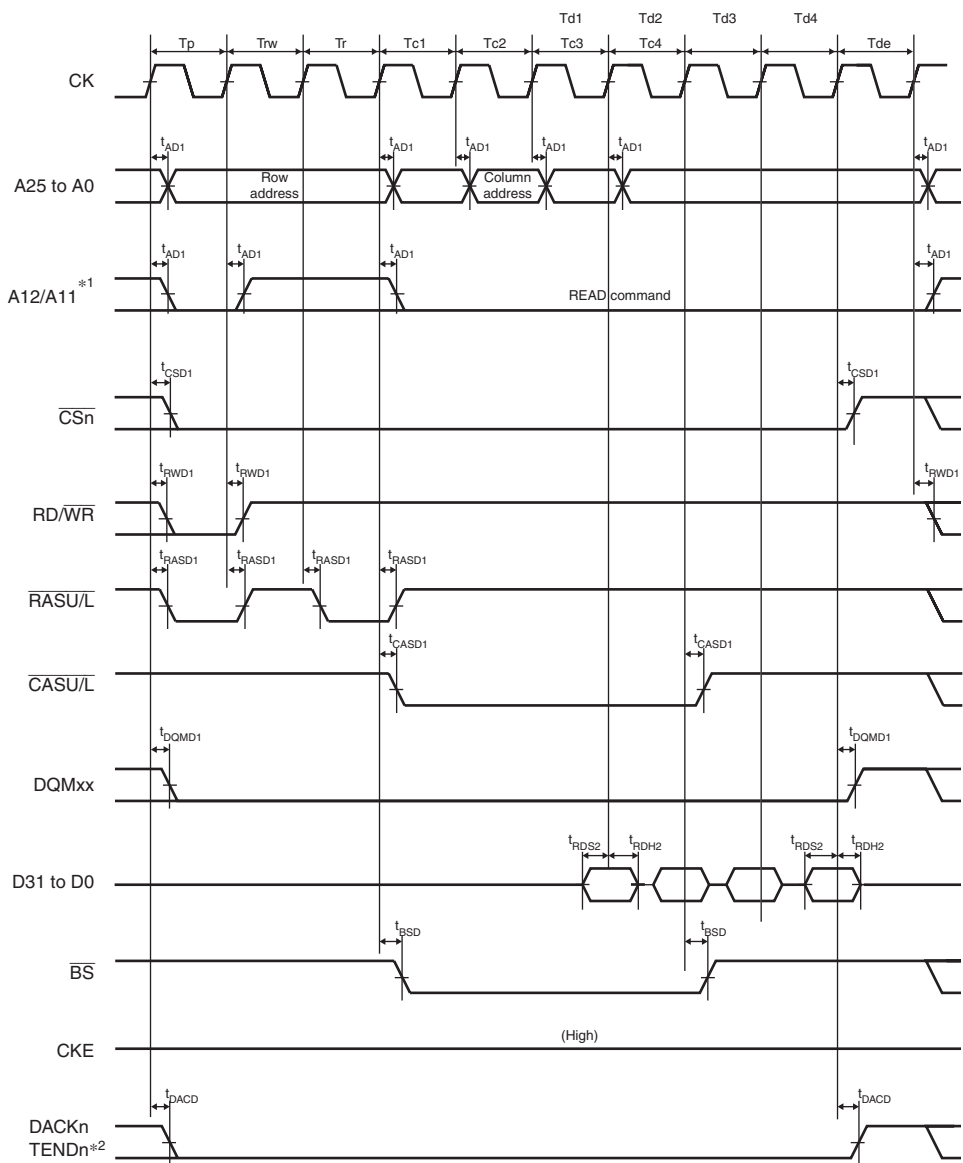 Td1 Td2 Td3 Td4
Tp Trw Tr Tc1 Tc2 Tc3 Tc4 Tde
CK
tAD1 tAD1 tAD1 tAD1 tAD1 tAD1
A25 to A0
Row address
Column address
tAD1 tAD1 tAD1 tAD1
A12/A11 *1
READ command
tCSD1 tCSD1
CSn
tRWD1 tRWD1 tRWD1
RD/WR
tRASD1 tRASD1 tRASD1 tRASD1
RASU/L
tCASD1 tCASD1
CASU/L
tDQMD1 tDQMD1
DQMxx
tRDS2 tRDH2 tRDS2 tRDH2
D31 to D0
tBSD tBSD
BS
(High)
CKE
tDACD tDACD
DACKn
TENDn*2